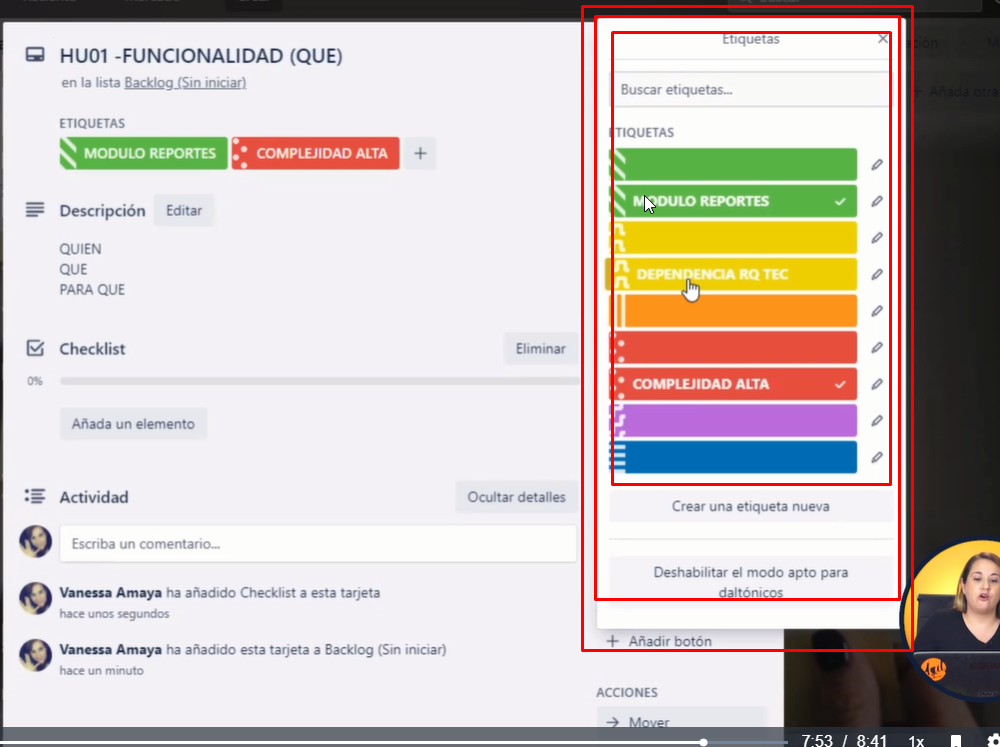 HU01 -FUNCIONALIDAD (QUE)
en la lista Backlog (Sin iniciar)
ETIQUETAS
MODULO REPORTES
COMPLEJIDAD ALTA
+
Descripción
Editar
QUIEN
QUE
PARA QUE
Checklist
Eliminar
0%
Añada un elemento
Actividad
Ocultar detalles
Escriba un comentario...
Vanessa Amaya ha añadido Checklist a esta tarjeta
hace unos segundos
Vanessa Amaya ha añadido esta tarjeta a Backlog (Sin iniciar)
hace un minuto
Etiquetas
Buscar etiquetas...
ETIQUETAS
MODULO REPORTES
DEPENDENCIA RQ TEC
COMPLEJIDAD ALTA
Crear una etiqueta nueva
Deshabilitar el modo apto para
daltónicos
+ Añadir botón
ACCIONES
→ Mover
+ Añada otra
7:53 / 8:41 1x